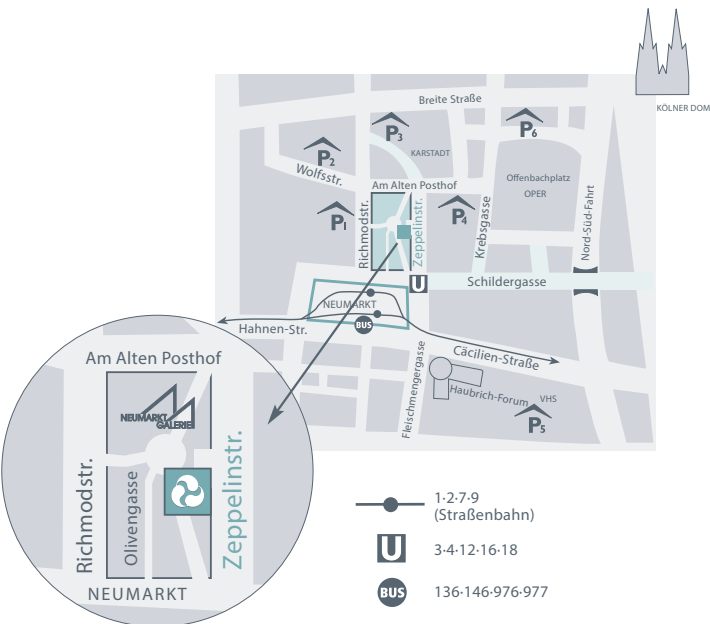 KÖLNER DOM
Breite Straße
P3
P6
KARSTADT
P2
Wolfsstr.
Offenbachplatz
OPER
Am Alten Posthof
P1
Richmodstr.
Zeppelinstr.
P4
Krebsgasse
Nord-Süd-Fahrt
U
Schildergasse
NEUMARKT
BUS
Hahnen-Str.
Cäcilien-Straße
Fleischmengergasse
Haubrich-Forum
VHS
P5
Am Alten Posthof
NEUMARKT
GALERIE
Richmodstr.
Olivengasse
Zeppelinstr.
NEUMARKT
1·2·7·9
(Straßenbahn)
U 3·4·12·16·18
BUS 136·146·976·977